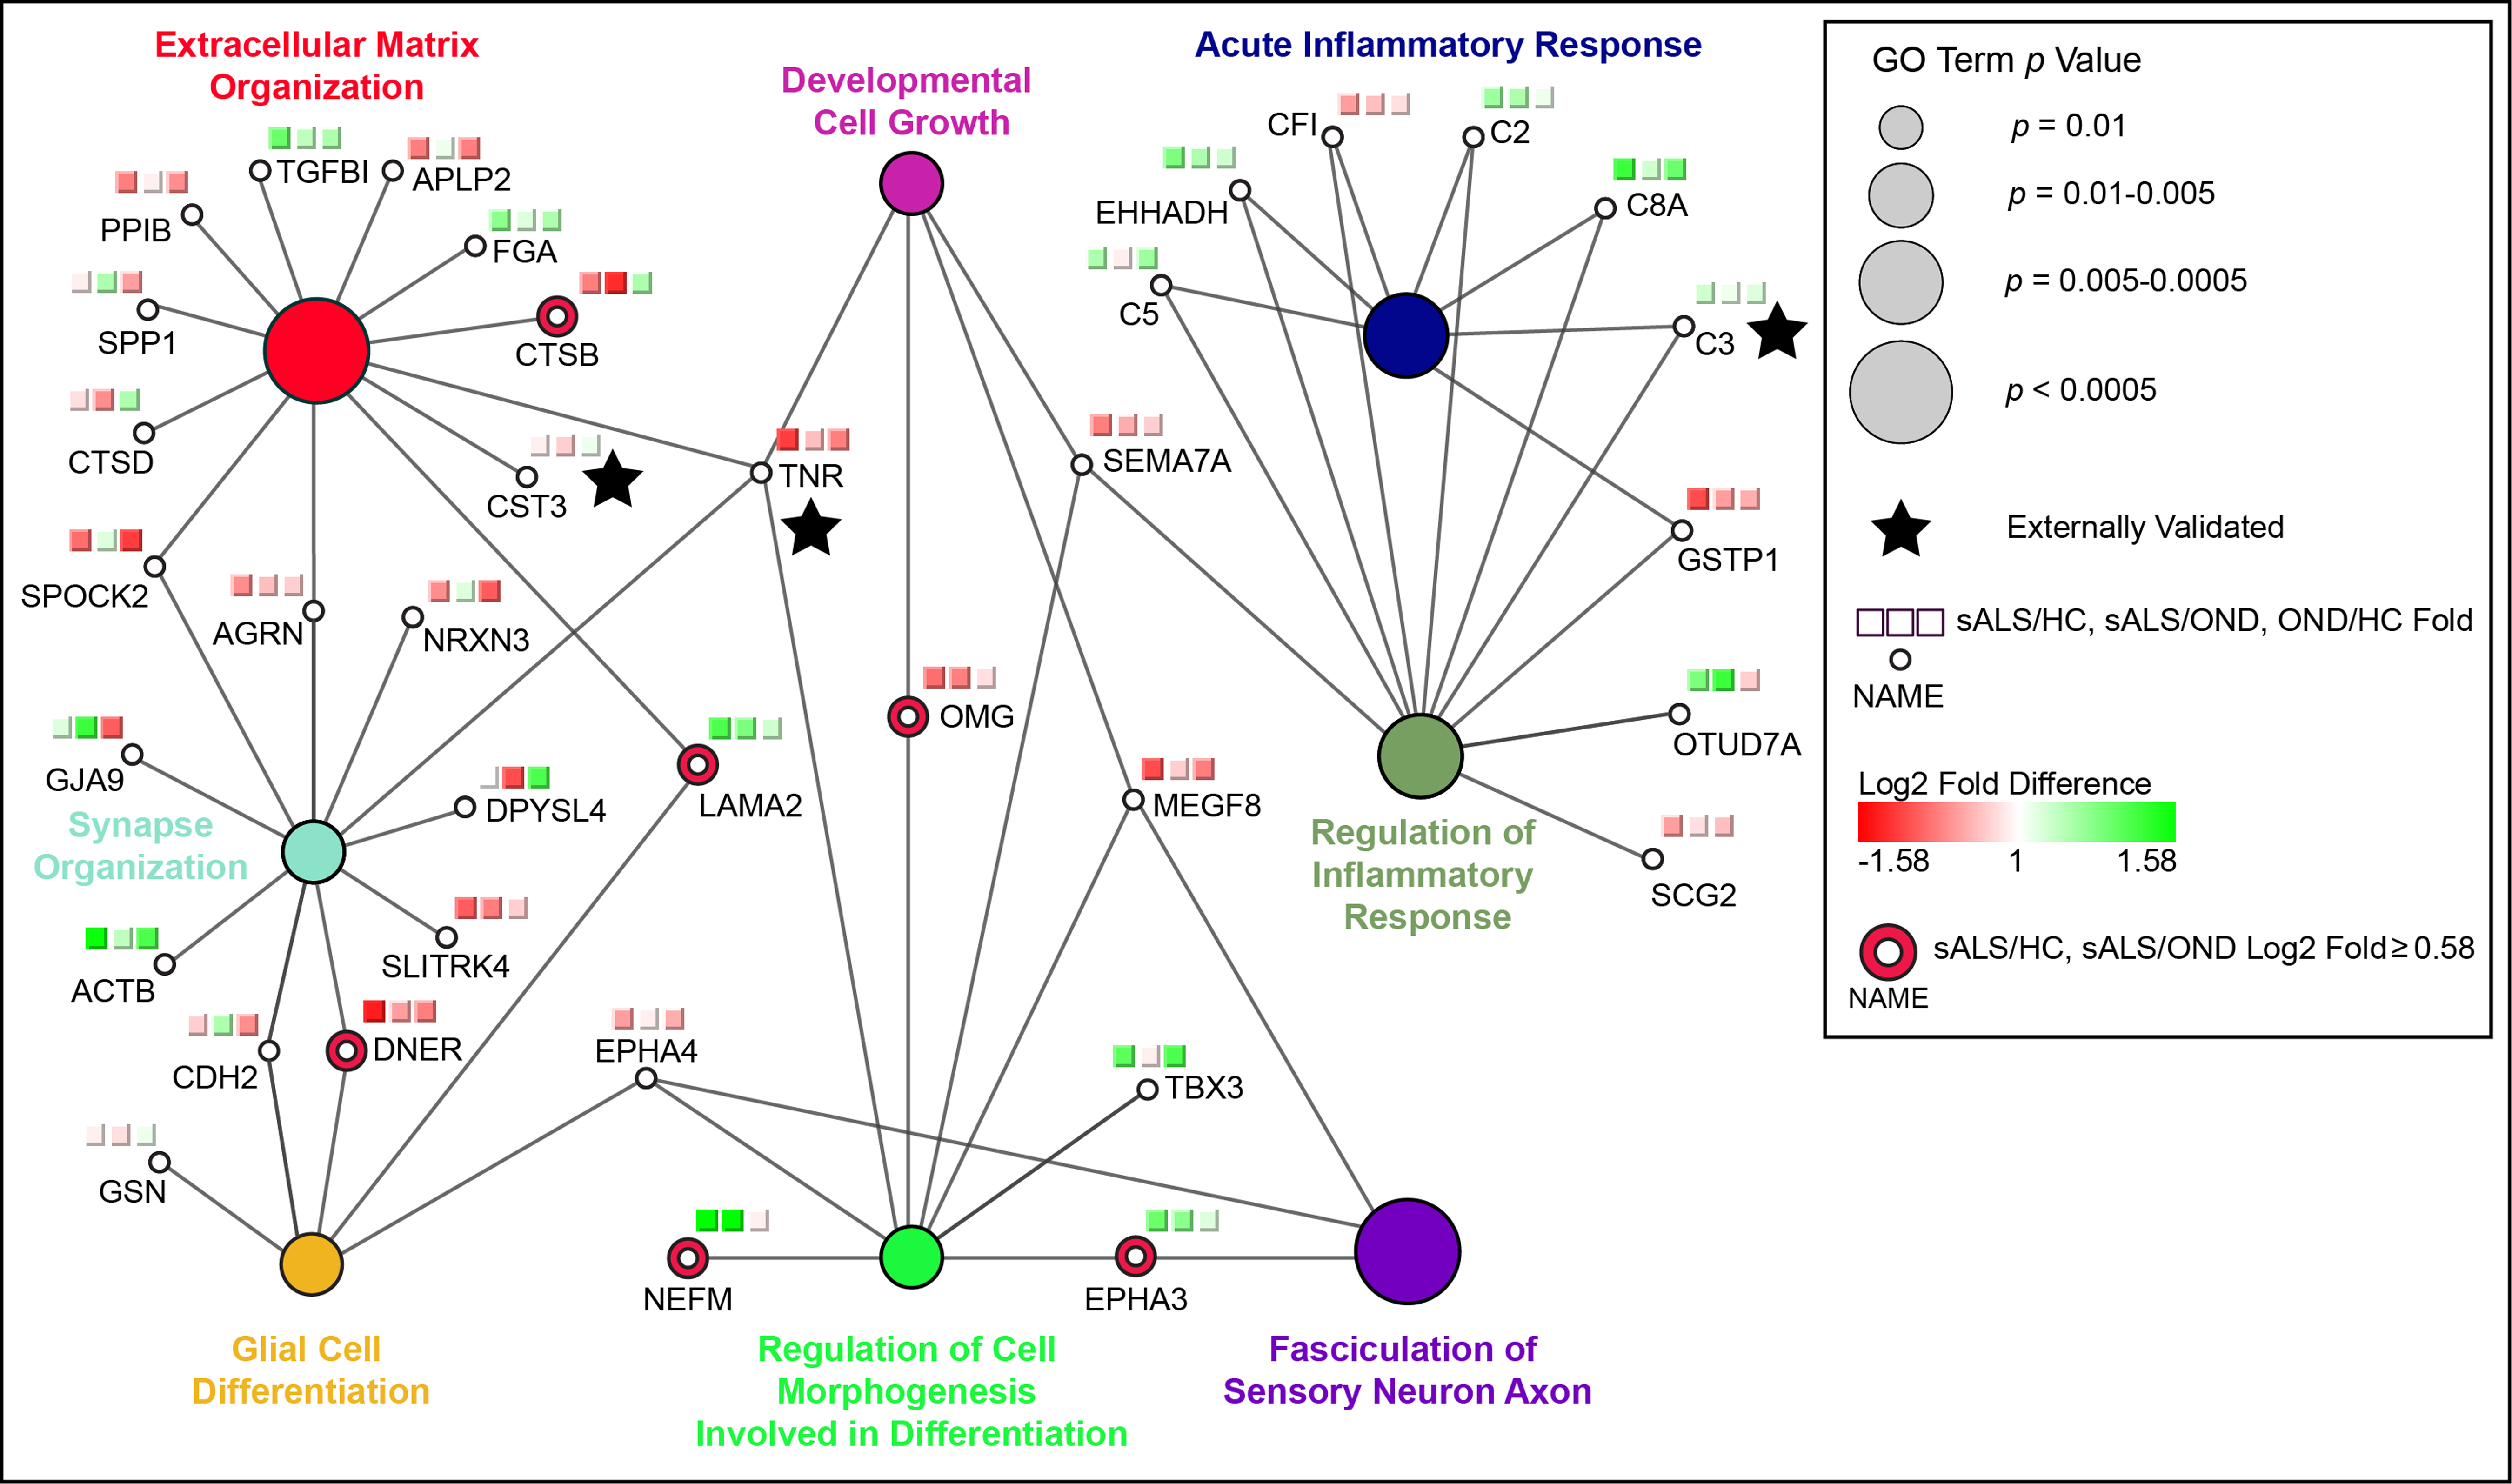 Extracellular Matrix
Organization
Developmental
Cell Growth
Acute Inflammatory Response
TGFBI
APLP2
PPIB
FGA
SPP1
CTSB
CTSD
CST3
TNR
SEMA7A
CFI
C2
EHHADH
C8A
C5
C3
GSTP1
OTUD7A
SCG2
SPOCK2
AGRN
NRXN3
OMG
GJA9
DPYSL4
LAMA2
MEGF8
Synapse
Organization
Regulation of
Inflammatory
Response
SLITRK4
ACTB
CDH2
DNER
EPHA4
TBX3
GSN
NEFM
EPHA3
Glial Cell
Differentiation
Regulation of Cell
Morphogenesis
Involved in Differentiation
Fasciculation of
Sensory Neuron Axon
GO Term p Value
p = 0.01
p = 0.01-0.005
p = 0.005-0.0005
p < 0.0005
Externally Validated
sALS/HC, sALS/OND, OND/HC Fold
NAME
Log2 Fold Difference
-1.58 1 1.58
sALS/HC, sALS/OND Log2 Fold ≥ 0.58
NAME